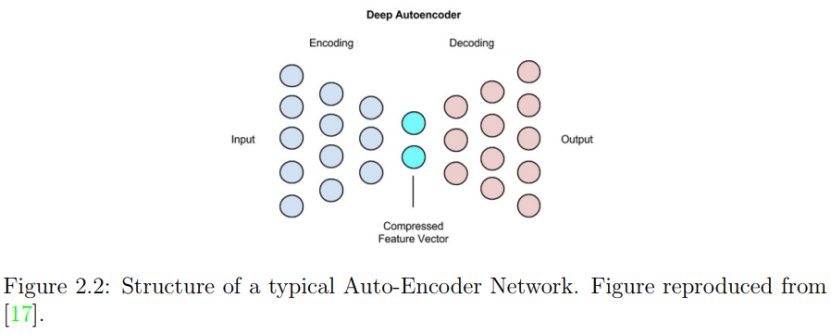 Deep Autoencoder
Encoding
Decoding
Input
Output
Compressed
Feature Vector
Figure 2.2: Structure of a typical Auto-Encoder Network. Figure reproduced from
[17].